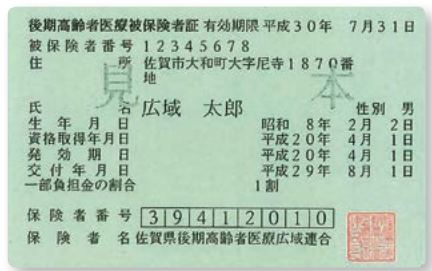 後期高齢者医療被保険者証 有効期限 平成30年 7月31日
被保険者番号 12345678
住所 佐賀市大和町大字尼寺1870番
地
見本
氏名 広域 太郎 性別 男
生年月日 昭和 8年 2月 2日
資格取得年月日 平成20年 4月 1日
発効期日 平成20年 4月 1日
交付年月日 平成29年 8月 1日
一部負担金の割合 1割
保険者番号 39412010
保険者名 佐賀県後期高齢者医療広域連合